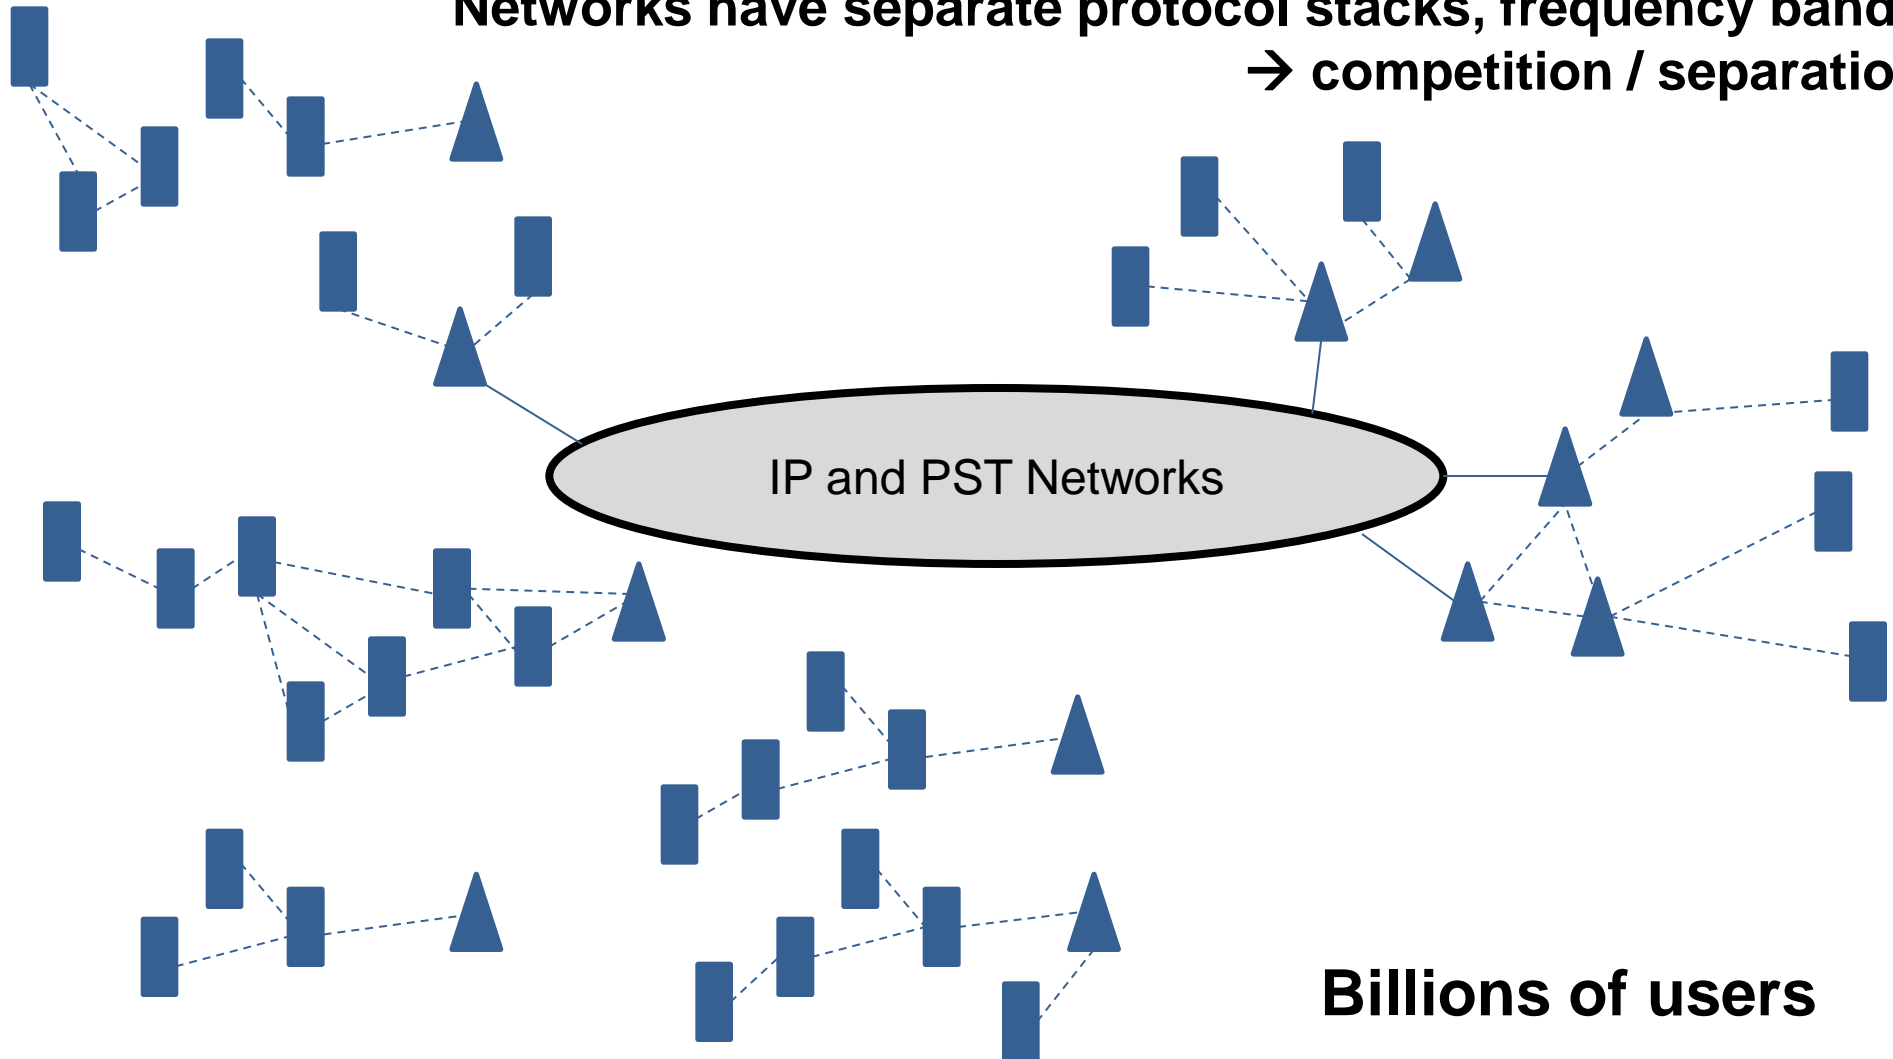 Networks have separate protocol stacks, frequency band
→ competition / separatio
IP and PST Networks
Billions of users